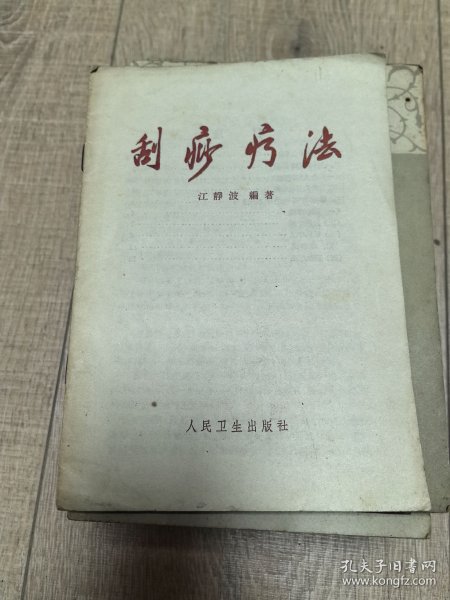 刮痧疗法
江静波 編著
人民卫生出版社
孔夫子旧书网
www.kongfz.com